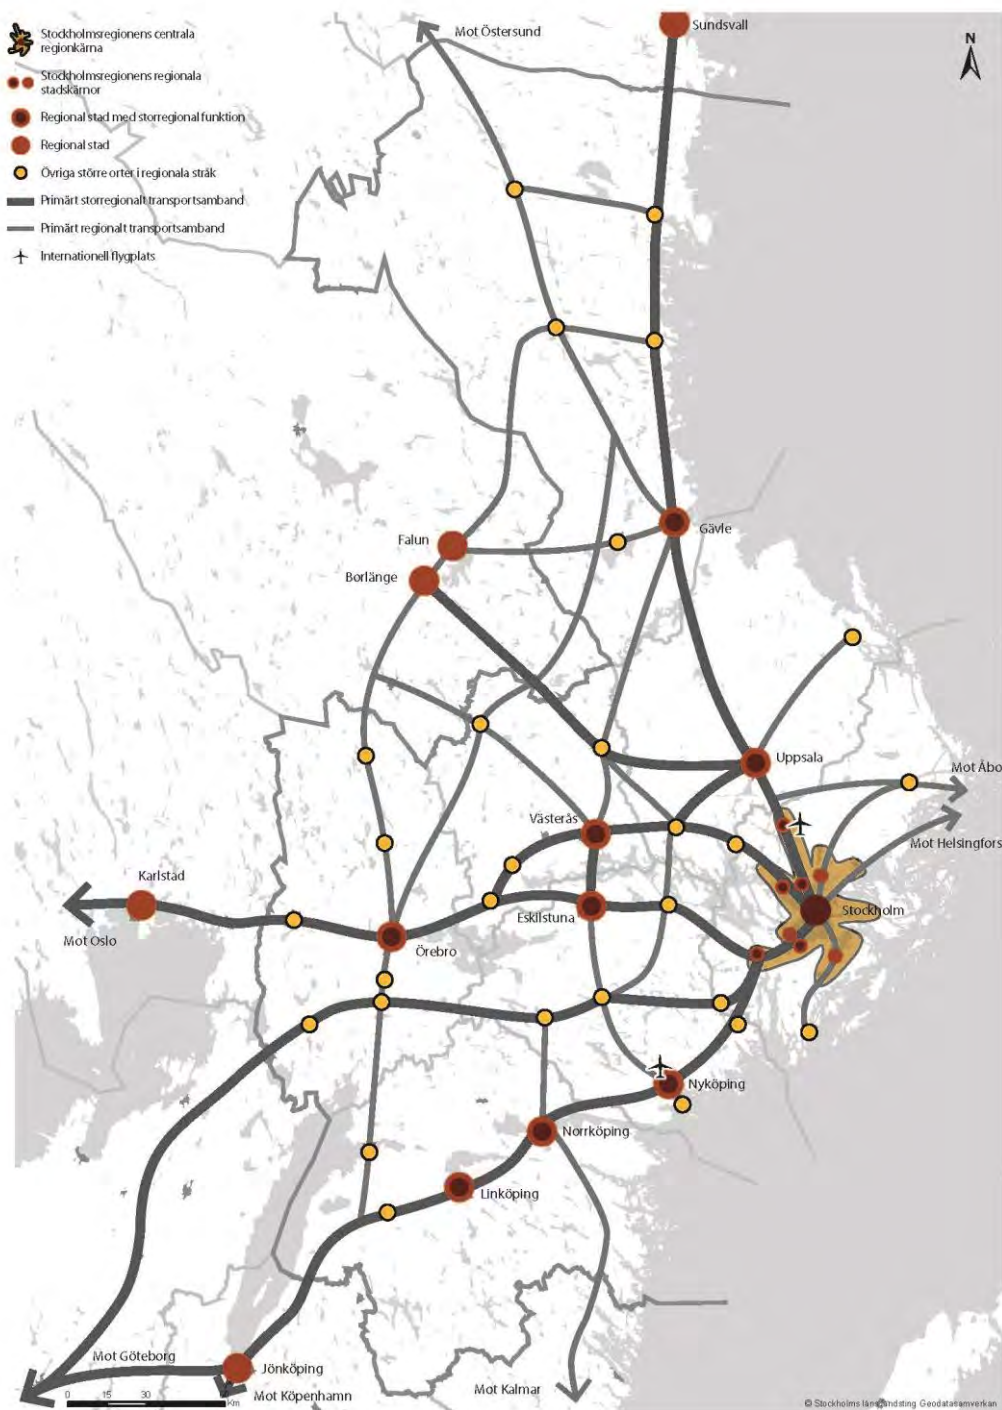 Stockholmsregionens centrala
regionkärna
Stockholmsregionens regionala
stadskärnor
Regional stad med storregional funktion
Regional stad
Övriga större orter i regionala stråk
Primärt storregionalt transportsamband
Primärt regionalt transportsamband
Internationell flygplats
Mot Östersund
Sundsvall
N
Gävle
Falun
Borlänge
Uppsala
Mot Åbo
Västerås
Mot Helsingfors
Karlstad
Stockholm
Eskilstuna
Mot Oslo
Örebro
Nyköping
Norrköping
Linköping
Mot Göteborg
Jönköping
Mot Köpenhamn
Mot Kalmar
0 15 30
Km
© Stockholms läns landsting Geodatasamverkan